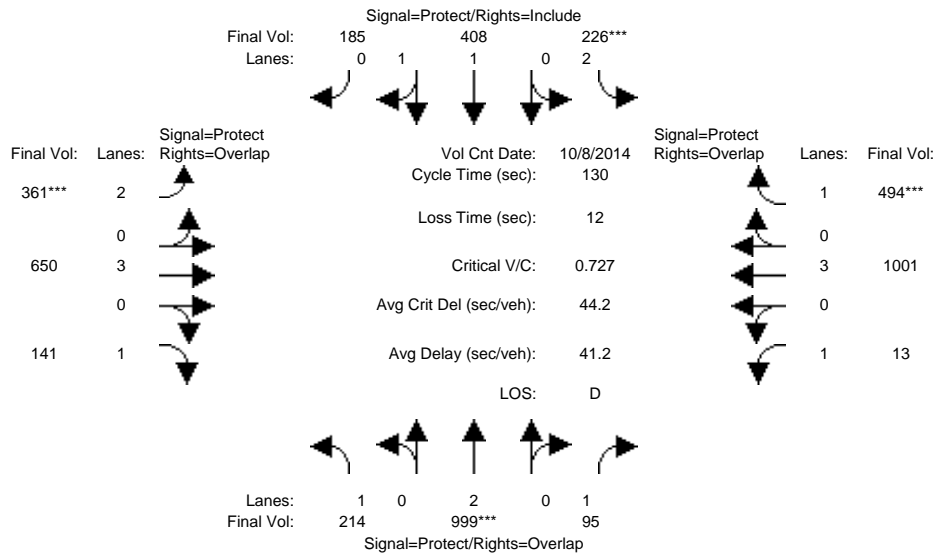 Signal=Protect/Rights=Include
Final Vol: 185 408 226***
Lanes: 0 1 1 0 2
Signal=Protect Signal=Protect
Final Vol: Lanes: Rights=Overlap Vol Cnt Date: 10/8/2014 Rights=Overlap Lanes: Final Vol:
Cycle Time (sec): 130
361*** 2 1 494***
Loss Time (sec): 12
0 0
650 3 Critical V/C: 0.727 3 1001
0 Avg Crit Del (sec/veh): 44.2 0
141 1 Avg Delay (sec/veh): 41.2 1 13
LOS: D
Lanes: 1 0 2 0 1
Final Vol: 214 999*** 95
Signal=Protect/Rights=Overlap